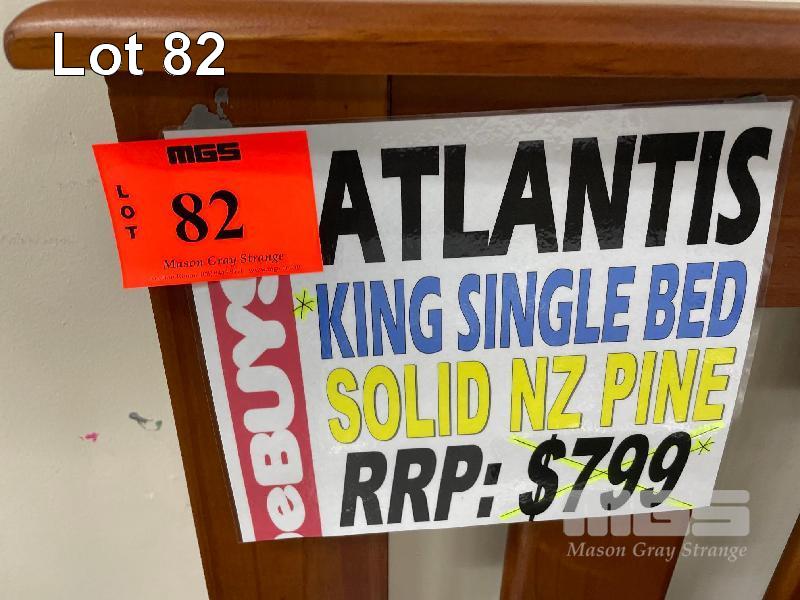 Lot 82
MGS
LOT
82
Mason Gray Strange
ATLANTIS
*KING SINGLE BED
SOLID NZ PINE
RRP: $799*
eBUYS
MGS
Mason Gray Strange